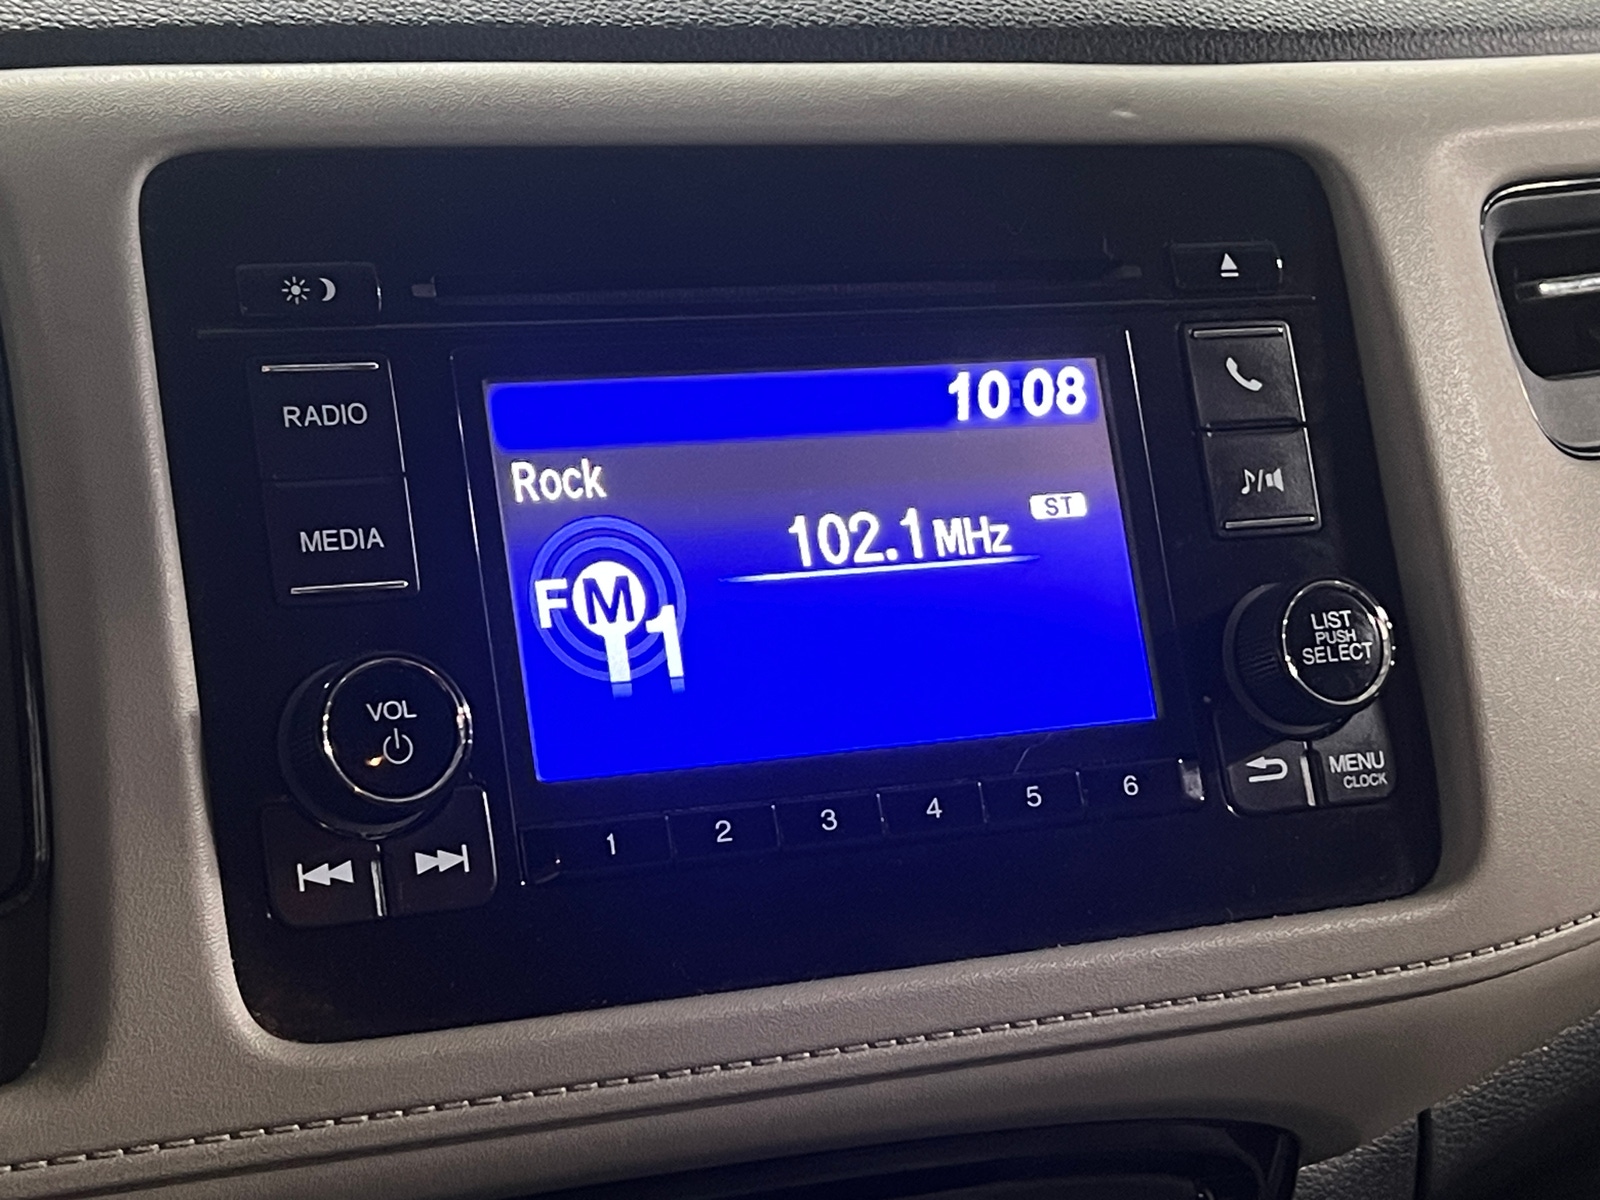 RADIO
MEDIA
VOL
10:08
Rock
ST
102.1 MHz
FM
1
LIST
PUSH
SELECT
MENU
CLOCK
1 2 3 4 5 6